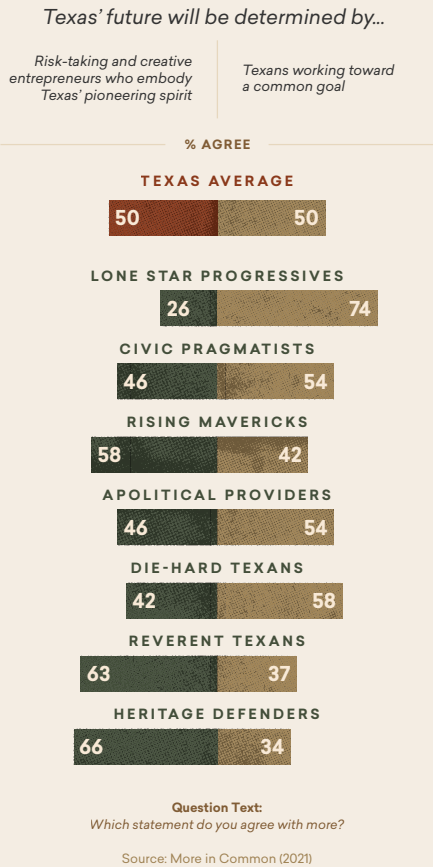 Texas' future will be determined by...
Risk-taking and creative
entrepreneurs who embody
Texas' pioneering spirit
Texans working toward
a common goal
% AGREE
TEXAS AVERAGE
50 50
LONE STAR PROGRESSIVES
26 74
CIVIC PRAGMATISTS
46 54
RISING MAVERICKS
58 42
APOLITICAL PROVIDERS
46 54
DIE-HARD TEXANS
42 58
REVERENT TEXANS
63 37
HERITAGE DEFENDERS
66 34
Question Text:
Which statement do you agree with more?
Source: More in Common (2021)